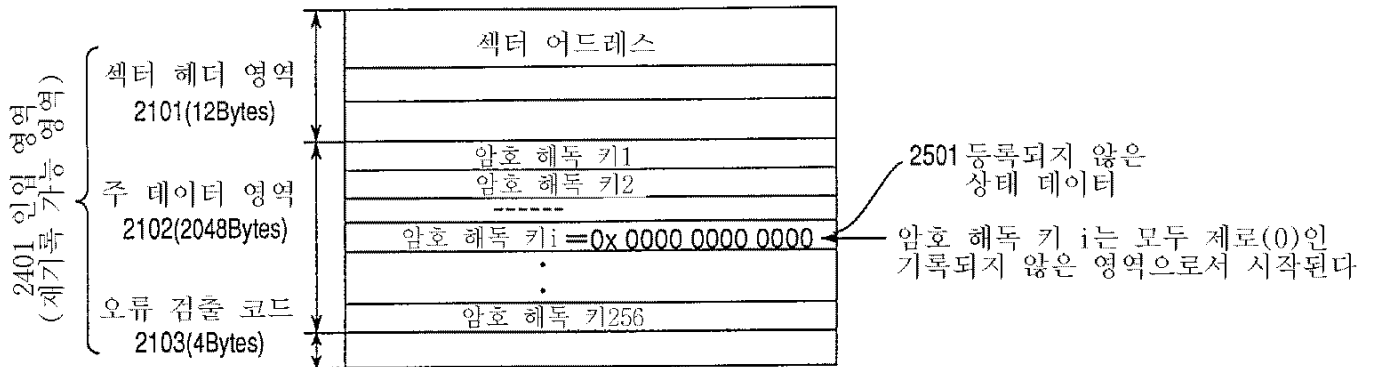 2401 인입 영역
(재기록 가능 영역)
섹터 헤더 영역
2101(12Bytes)
주 데이터 영역
2102(2048Bytes)
오류 검출 코드
2103(4Bytes)
섹터 어드레스
암호 해독 키1
암호 해독 키2
------
암호 해독 키i=0x 0000 0000 0000
암호 해독 키256
2501 등록되지 않은
상태 데이터
암호 해독 키 i는 모두 제로(0)인
기록되지 않은 영역으로서 시작된다